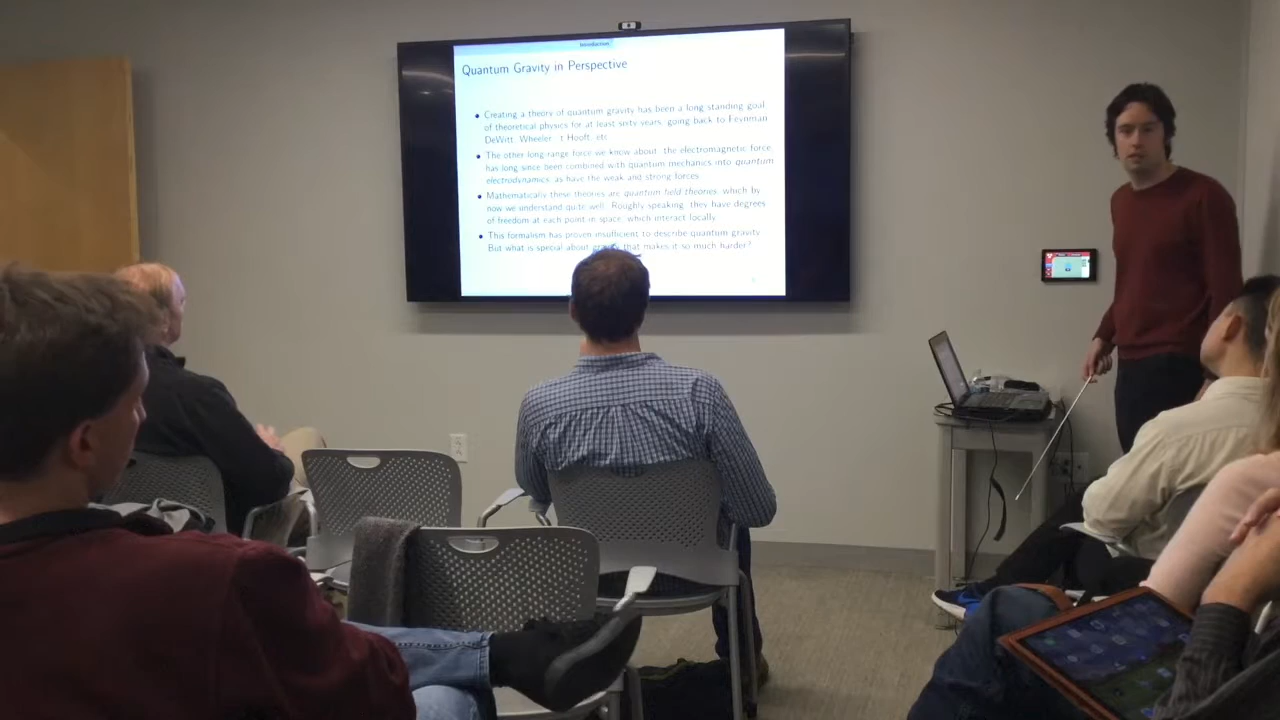 Introduction
Quantum Gravity in Perspective
Creating a theory of quantum gravity has been a long standing goal
of theoretical physics for at least sixty years, going back to Feynman
DeWitt, Wheeler, 't Hooft, etc
The other long range force we know about, the electromagnetic force
has long since been combined with quantum mechanics into quantum
electrodynamics, as have the weak and strong forces
Mathematically these theories are quantum field theories, which by
now we understand quite well. Roughly speaking, they have degrees
of freedom at each point in space, which interact locally
This formalism has proven insufficient to describe quantum gravity.
But what is special about gravity that makes it so much harder?